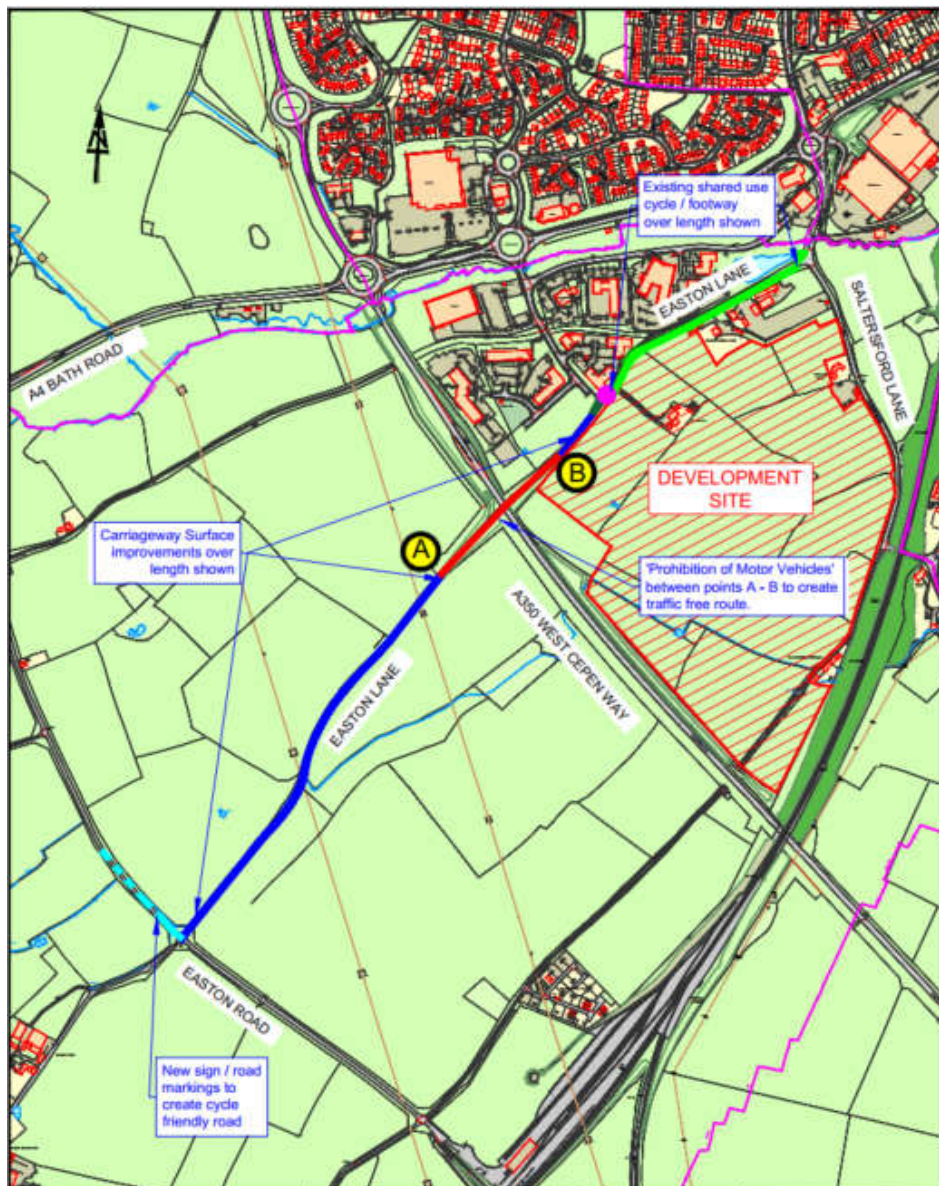 N
Existing shared use
cycle / footway
over length shown
EASTON LANE
SALTERSFORD LANE
A4 BATH ROAD
B
DEVELOPMENT
SITE
Carriageway Surface
improvements over
length shown
A
'Prohibition of Motor Vehicles'
between points A - B to create
traffic free route.
A350 WEST CEPEN WAY
EASTON LANE
EASTON ROAD
New sign / road
markings to
create cycle
friendly road